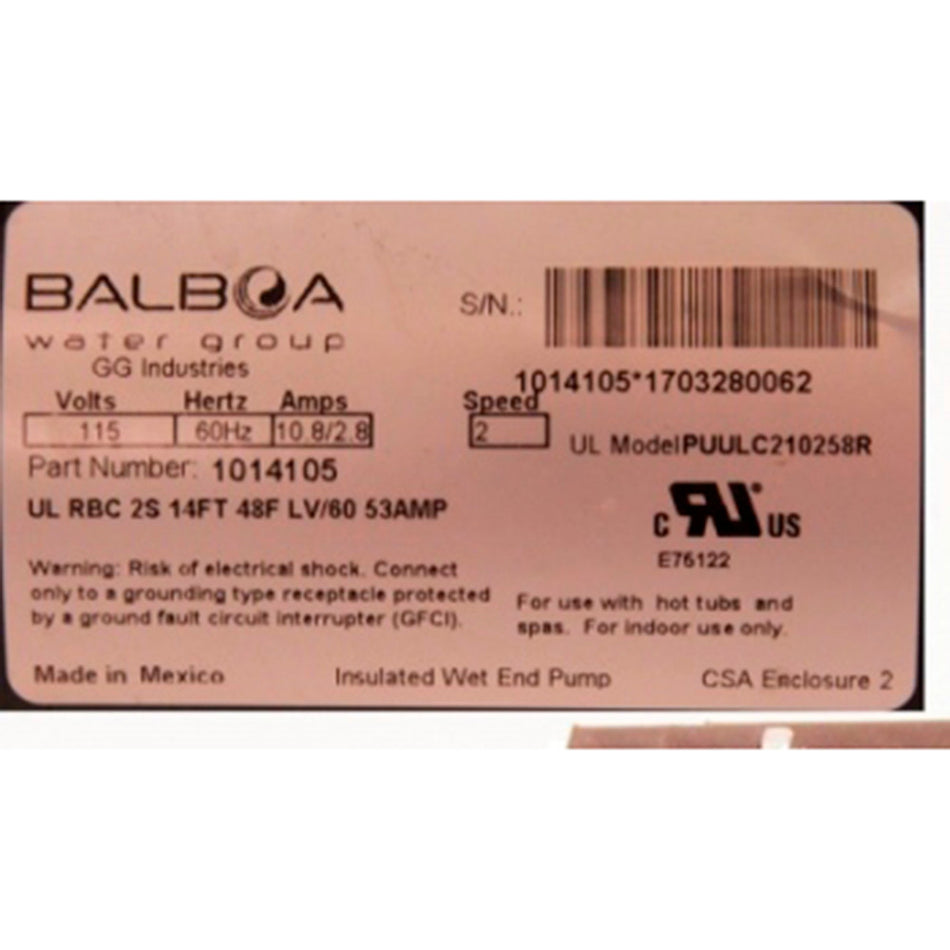 BALBOA
water group
GG Industries
S/N.:
1014105*1703280062
Volts Hertz Amps
115 60Hz 10.8/2.8
Speed
2
UL Model PUULC210258R
Part Number: 1014105
UL RBC 2S 14FT 48F LV/60 53AMP
C RU US
E76122
Warning: Risk of electrical shock. Connect
only to a grounding type receptacle protected
by a ground fault circuit interrupter (GFCI).
For use with hot tubs and
spas. For indoor use only.
Made in Mexico Insulated Wet End Pump CSA Enclosure 2